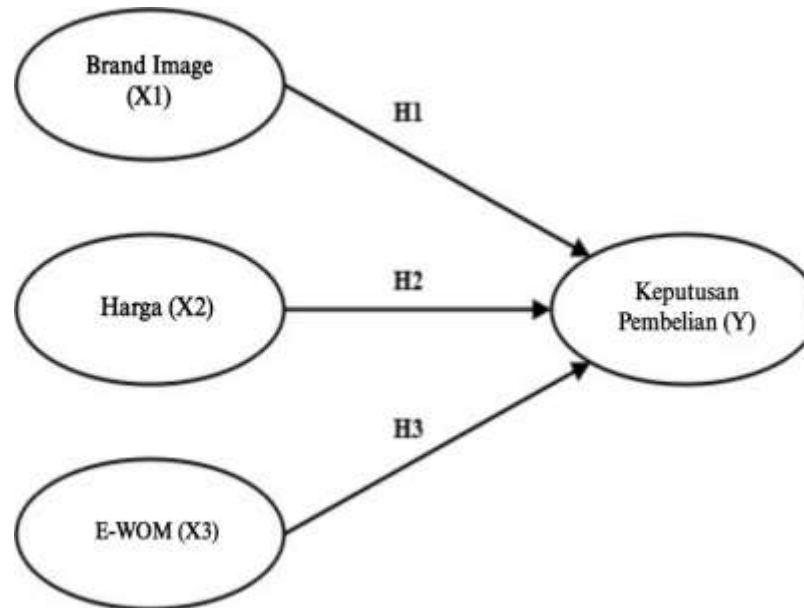 Brand Image
(X1)
H1
Harga (X2)
H2
Keputusan
Pembelian (Y)
H3
E-WOM (X3)